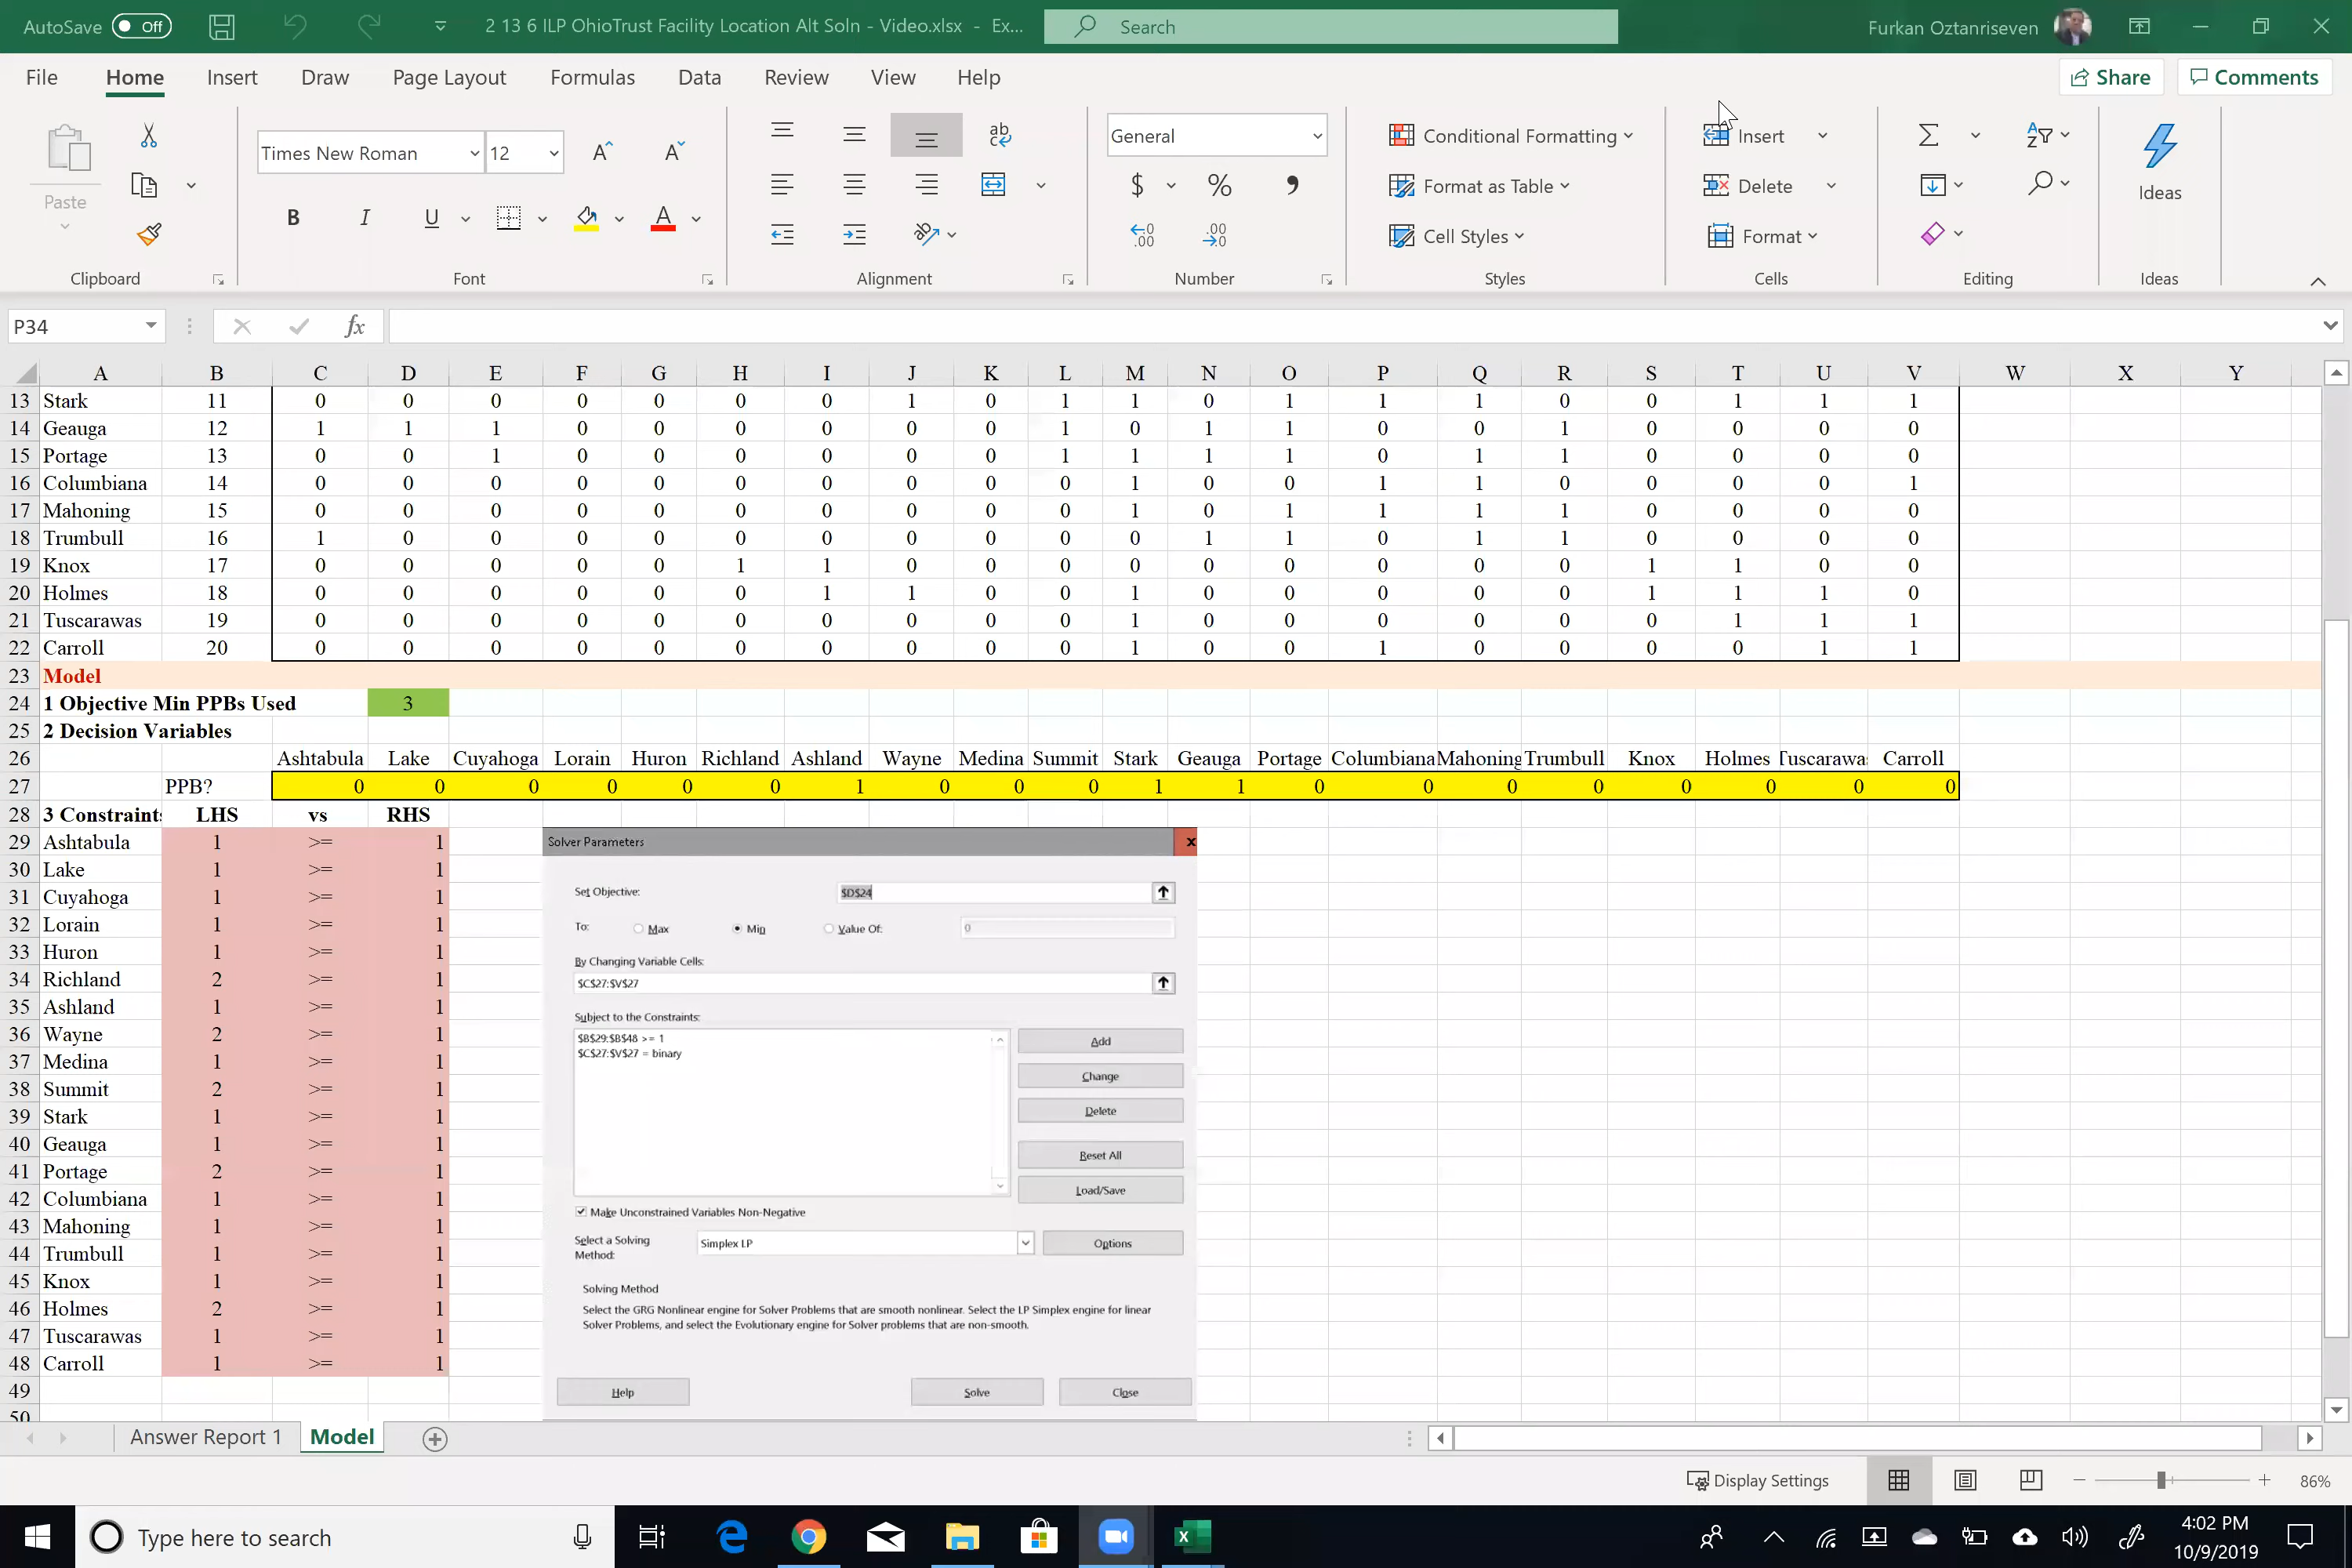 AutoSave Off 2 13 6 ILP OhioTrust Facility Location Alt Soln - Video.xlsx - Ex... Search Furkan Oztanriseven
File Home Insert Draw Page Layout Formulas Data Review View Help Share Comments
Paste Times New Roman 12 General Conditional Formatting Insert
Format as Table Delete Ideas
Cell Styles Format
Clipboard Font Alignment Number Styles Cells Editing Ideas
P34 fx
A B C D E F G H I J K L M N O P Q R S T U V W X Y
13 Stark 11 0 0 0 0 0 0 0 1 0 1 1 0 1 1 1 0 0 1 1 1
14 Geauga 12 1 1 1 0 0 0 0 0 0 1 0 1 1 0 0 1 0 0 0 0
15 Portage 13 0 0 1 0 0 0 0 0 0 1 1 1 1 0 1 1 0 0 0 0
16 Columbiana 14 0 0 0 0 0 0 0 0 0 0 1 0 0 1 1 0 0 0 0 1
17 Mahoning 15 0 0 0 0 0 0 0 0 0 0 1 0 1 1 1 1 0 0 0 0
18 Trumbull 16 1 0 0 0 0 0 0 0 0 0 0 1 1 0 1 1 0 0 0 0
19 Knox 17 0 0 0 0 0 1 1 0 0 0 0 0 0 0 0 0 1 1 0 0
20 Holmes 18 0 0 0 0 0 0 1 1 0 0 1 0 0 0 0 0 1 1 1 0
21 Tuscarawas 19 0 0 0 0 0 0 0 0 0 0 1 0 0 0 0 0 0 1 1 1
22 Carroll 20 0 0 0 0 0 0 0 0 0 0 1 0 0 1 0 0 0 0 1 1
23 Model
24 1 Objective Min PPBs Used 3
25 2 Decision Variables
26 Ashtabula Lake Cuyahoga Lorain Huron Richland Ashland Wayne Medina Summit Stark Geauga Portage Columbiana Mahoning Trumbull Knox Holmes Tuscarawas Carroll
27 PPB? 0 0 0 0 0 0 1 0 0 0 1 1 0 0 0 0 0 0 0 0
28 3 Constraints LHS vs RHS
29 Ashtabula 1 >= 1
30 Lake 1 >= 1
31 Cuyahoga 1 >= 1
32 Lorain 1 >= 1
33 Huron 1 >= 1
34 Richland 2 >= 1
35 Ashland 1 >= 1
36 Wayne 2 >= 1
37 Medina 1 >= 1
38 Summit 2 >= 1
39 Stark 1 >= 1
40 Geauga 1 >= 1
41 Portage 2 >= 1
42 Columbiana 1 >= 1
43 Mahoning 1 >= 1
44 Trumbull 1 >= 1
45 Knox 1 >= 1
46 Holmes 2 >= 1
47 Tuscarawas 1 >= 1
48 Carroll 1 >= 1
49
50
Solver Parameters x
Set Objective: $D$24
To: Max Min Value Of: 0
By Changing Variable Cells:
$C$27:$V$27
Subject to the Constraints:
$B$29:$B$48 >= 1
$C$27:$V$27 = binary
Add
Change
Delete
Reset All
Load/Save
Make Unconstrained Variables Non-Negative
Select a Solving Method: Simplex LP Options
Solving Method
Select the GRG Nonlinear engine for Solver Problems that are smooth nonlinear. Select the LP Simplex engine for linear
Solver Problems, and select the Evolutionary engine for Solver problems that are non-smooth.
Help Solve Close
Answer Report 1 Model
Display Settings 86%
Type here to search
4:02 PM
10/9/2019